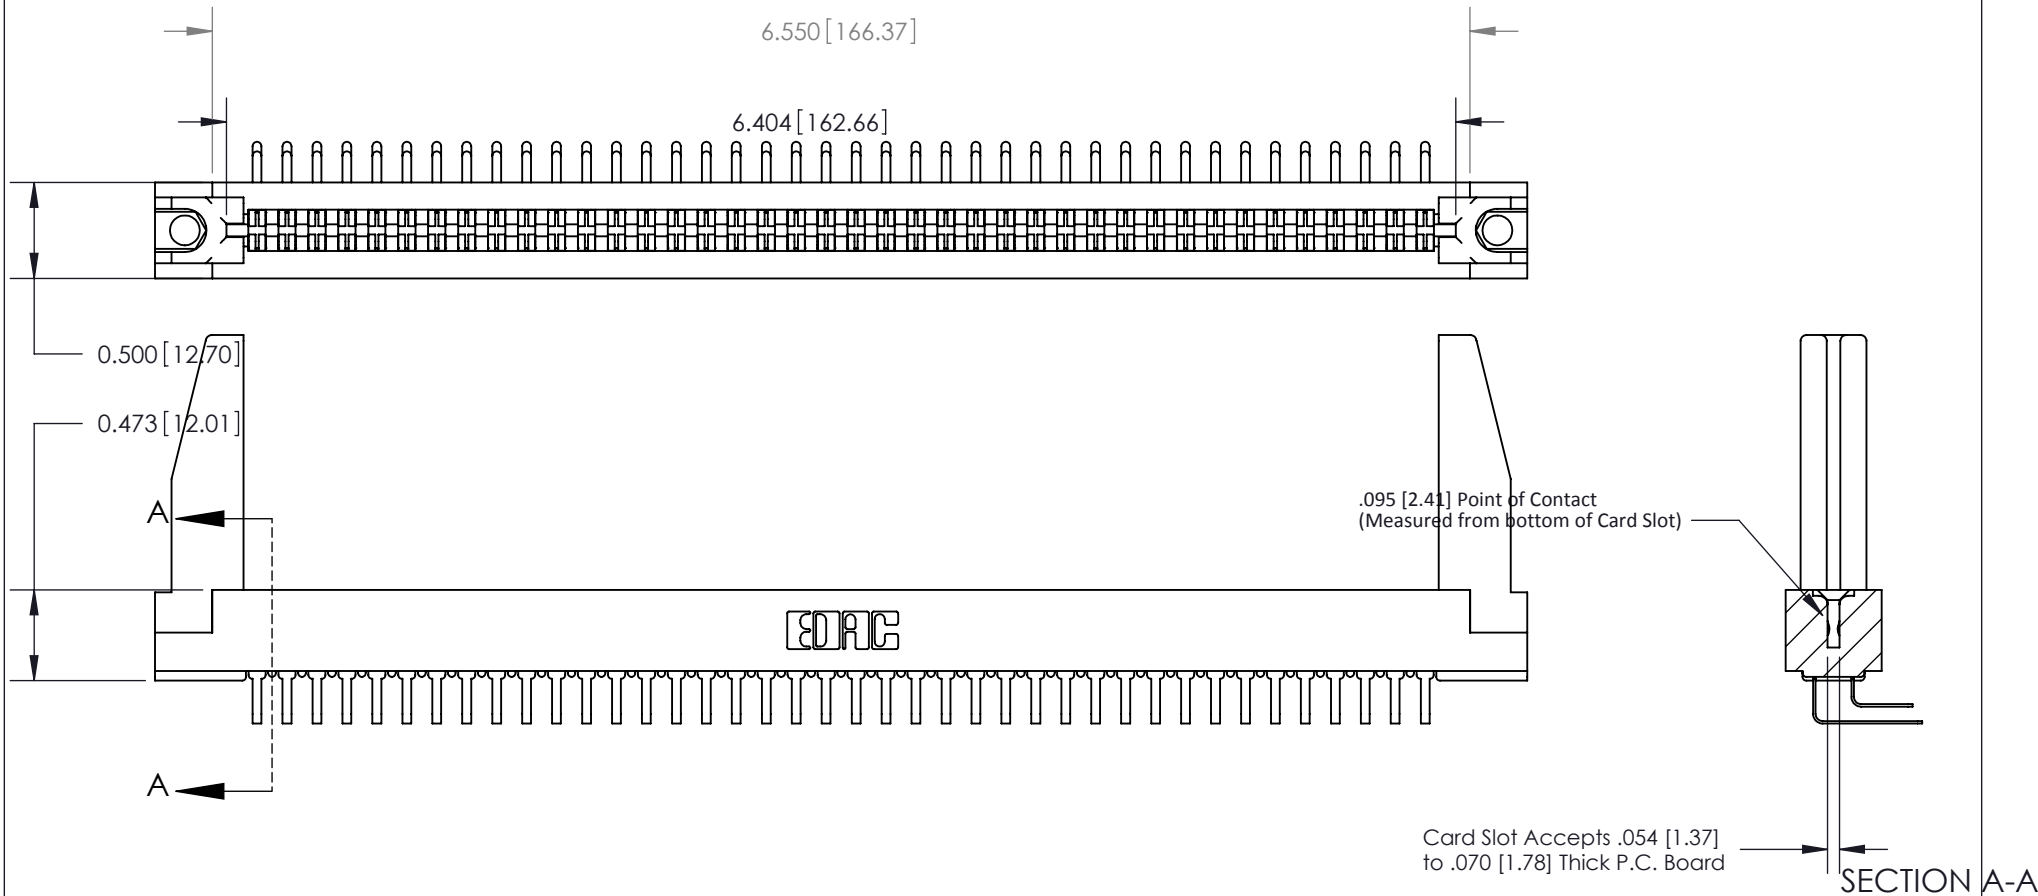 6.550 [166.37]
6.404 [162.66]
0.500 [12.70]
0.473 [12.01]
A
.095 [2.41] Point of Contact
(Measured from bottom of Card Slot)
EDAC
A
Card Slot Accepts .054 [1.37]
to .070 [1.78] Thick P.C. Board
SECTION A-A